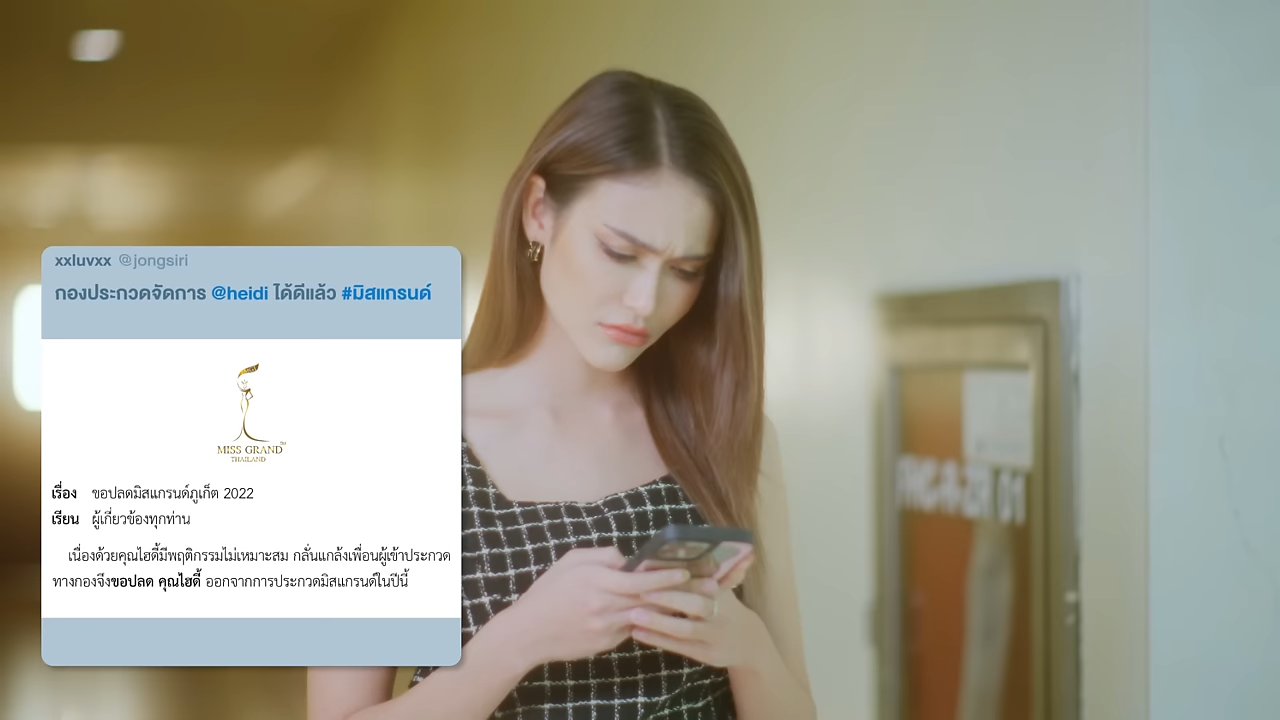 xxluvxx @jongsiri
กองประกวดจัดการ @heidi ได้ดีแล้ว #มิสแกรนด์
MISS GRAND™
THAILAND
เรื่อง ขอปลดมิสแกรนด์ภูเก็ต 2022
เรียน ผู้เกี่ยวข้องทุกท่าน
เนื่องด้วยคุณไฮดี้มีพฤติกรรมไม่เหมาะสม กลั่นแกล้งเพื่อนผู้เข้าประกวด
ทางกองจึงขอปลด คุณไฮดี้ ออกจากการประกวดมิสแกรนด์ในปีนี้